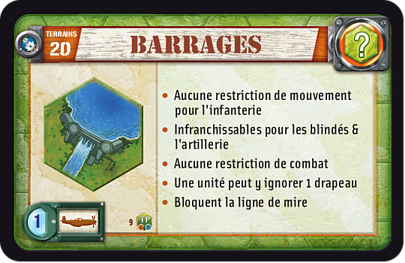 TERRAINS
20
BARRAGES
?
• Aucune restriction de mouvement
pour l'infanterie
• Infranchissables pour les blindés &
l'artillerie
• Aucune restriction de combat
• Une unité peut y ignorer 1 drapeau
• Bloquent la ligne de mire
1
9